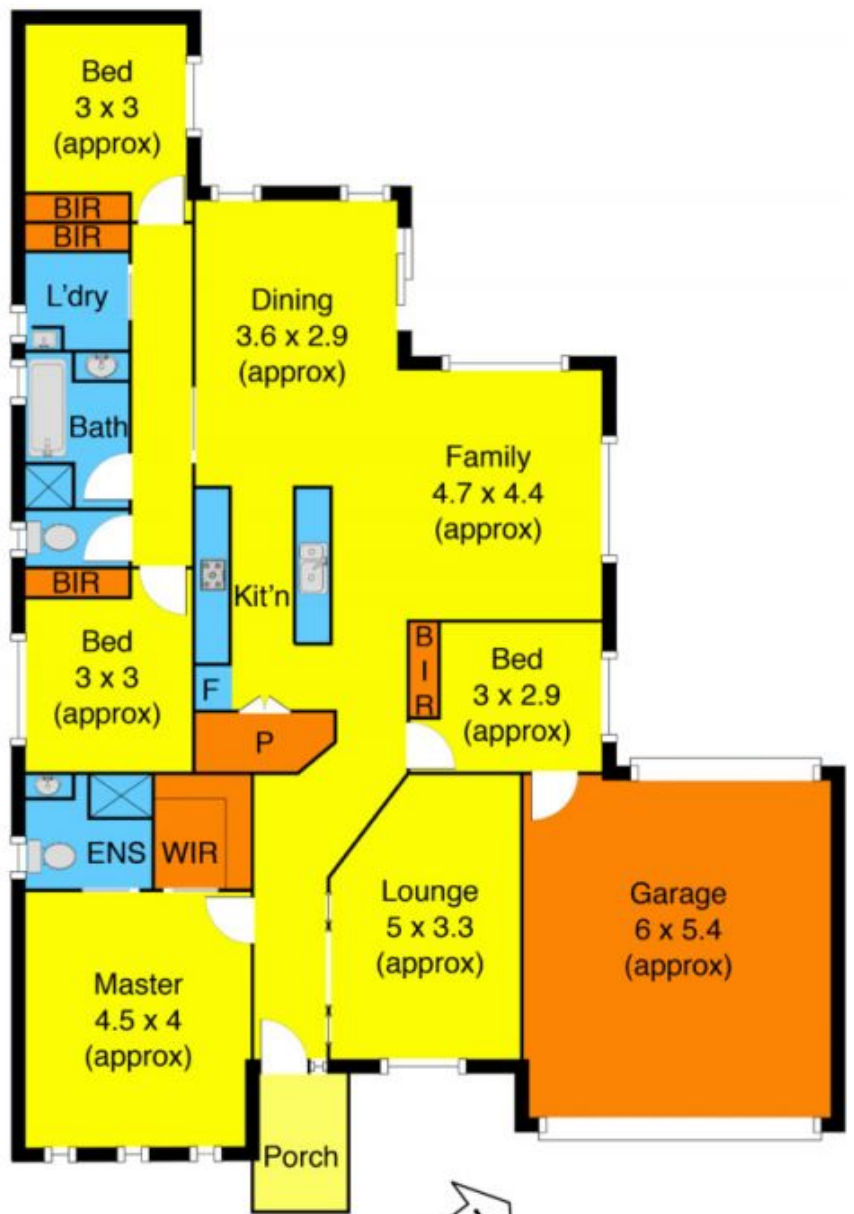 Bed
3 x 3
(approx)
BIR
BIR
L'dry
Dining
3.6 x 2.9
(approx)
Bath
Family
4.7 x 4.4
(approx)
BIR
Kit'n
Bed
3 x 3
(approx)
F
B
I
R
Bed
3 x 2.9
(approx)
P
ENS
WIR
Lounge
5 x 3.3
(approx)
Garage
6 x 5.4
(approx)
Master
4.5 x 4
(approx)
Porch